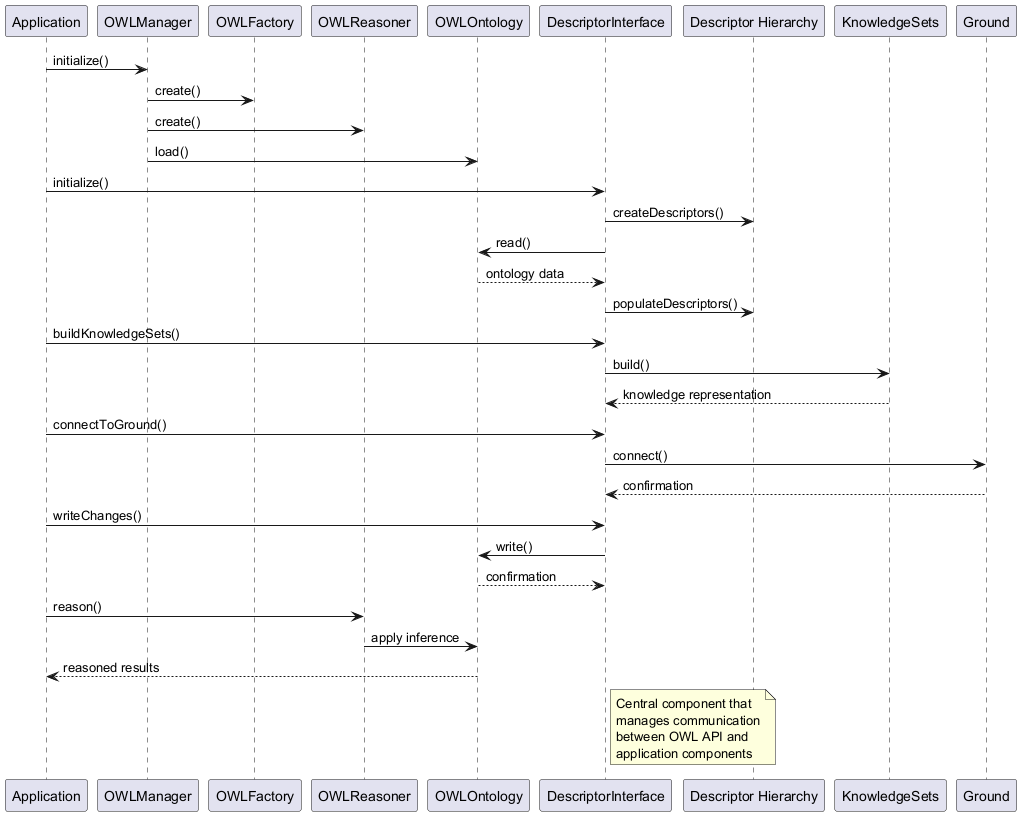 Application OWLManager OWLFactory OWLReasoner OWLOntology DescriptorInterface Descriptor Hierarchy KnowledgeSets Ground
initialize()
create()
create()
load()
initialize()
createDescriptors()
read()
ontology data
populateDescriptors()
buildKnowledgeSets()
build()
knowledge representation
connectToGround()
connect()
confirmation
writeChanges()
write()
confirmation
reason()
apply inference
reasoned results
Central component that
manages communication
between OWL API and
application components
Application OWLManager OWLFactory OWLReasoner OWLOntology DescriptorInterface Descriptor Hierarchy KnowledgeSets Ground